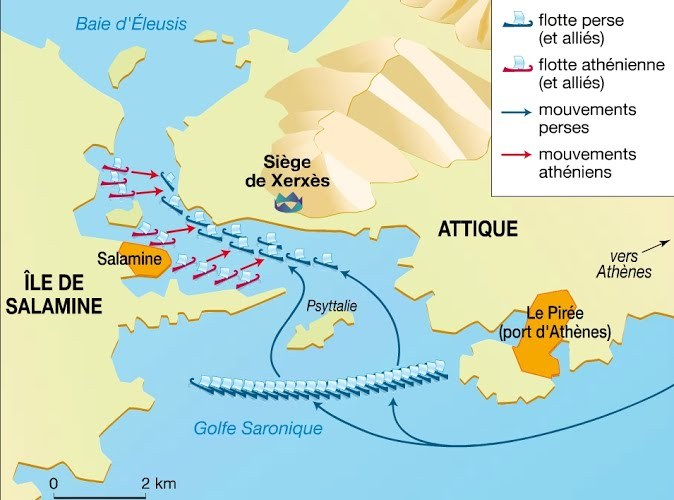 Baie d'Éleusis
flotte perse
(et alliés)
flotte athénienne
(et alliés)
mouvements
perses
mouvements
athéniens
Siège
de Xerxès
ATTIQUE
vers
Athènes
Salamine
ÎLE DE
SALAMINE
Psyttalie
Le Pirée
(port d'Athènes)
Golfe Saronique
0 2 km